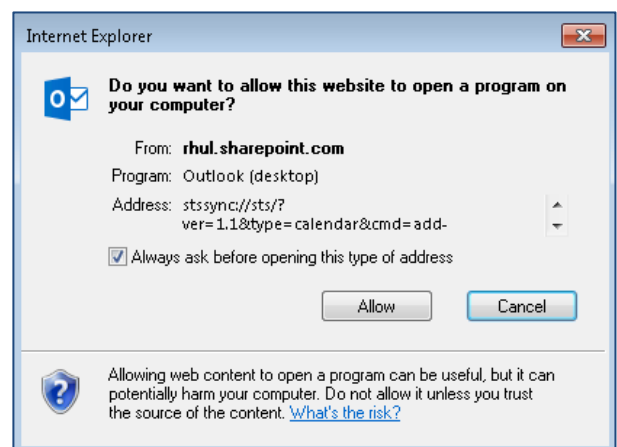 Internet Explorer
Do you want to allow this website to open a program on
your computer?
From: rhul.sharepoint.com
Program: Outlook (desktop)
Address: stssync://sts/?
ver=1.1&type=calendar&cmd=add-
Always ask before opening this type of address
Allow Cancel
Allowing web content to open a program can be useful, but it can
potentially harm your computer. Do not allow it unless you trust
the source of the content. What's the risk?